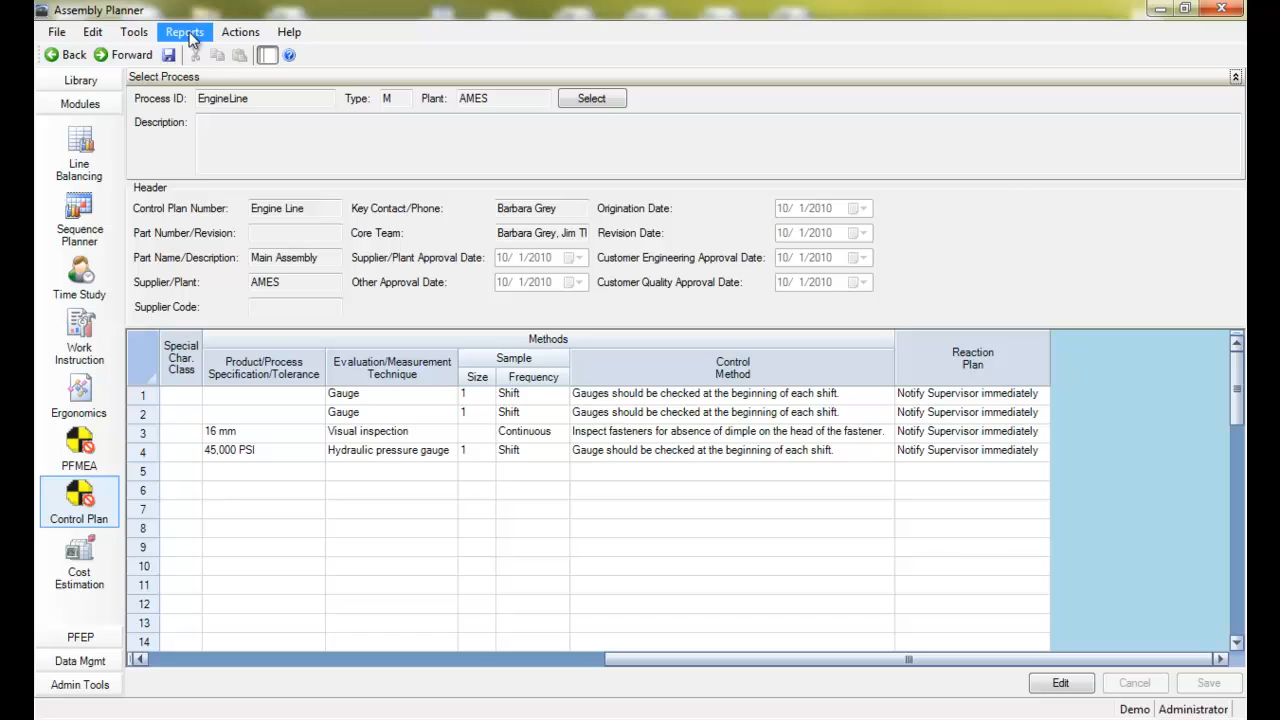 Assembly Planner
File Edit Tools Reports Actions Help
Back Forward
Library
Modules
Line
Balancing
Sequence
Planner
Time Study
Work
Instruction
Ergonomics
PFMEA
Control Plan
Cost
Estimation
PFEP
Data Mgmt
Admin Tools
Select Process
Process ID: EngineLine Type: M Plant: AMES Select
Description:
Header
Control Plan Number: Engine Line Key Contact/Phone: Barbara Grey Origination Date: 10/ 1/2010
Part Number/Revision: Core Team: Barbara Grey, Jim Tl Revision Date: 10/ 1/2010
Part Name/Description: Main Assembly Supplier/Plant Approval Date: 10/ 1/2010 Customer Engineering Approval Date: 10/ 1/2010
Supplier/Plant: AMES Other Approval Date: 10/ 1/2010 Customer Quality Approval Date: 10/ 1/2010
Supplier Code:
Special
Char.
Class
Methods
Product/Process
Specification/Tolerance
Evaluation/Measurement
Technique
Sample
Size Frequency
Control
Method
Reaction
Plan
1 Gauge 1 Shift Gauges should be checked at the beginning of each shift. Notify Supervisor immediately
2 Gauge 1 Shift Gauges should be checked at the beginning of each shift. Notify Supervisor immediately
3 16 mm Visual inspection Continuous Inspect fasteners for absence of dimple on the head of the fastener. Notify Supervisor immediately
4 45,000 PSI Hydraulic pressure gauge 1 Shift Gauge should be checked at the beginning of each shift. Notify Supervisor immediately
5
6
7
8
9
10
11
12
13
14
Edit Cancel Save
Demo Administrator